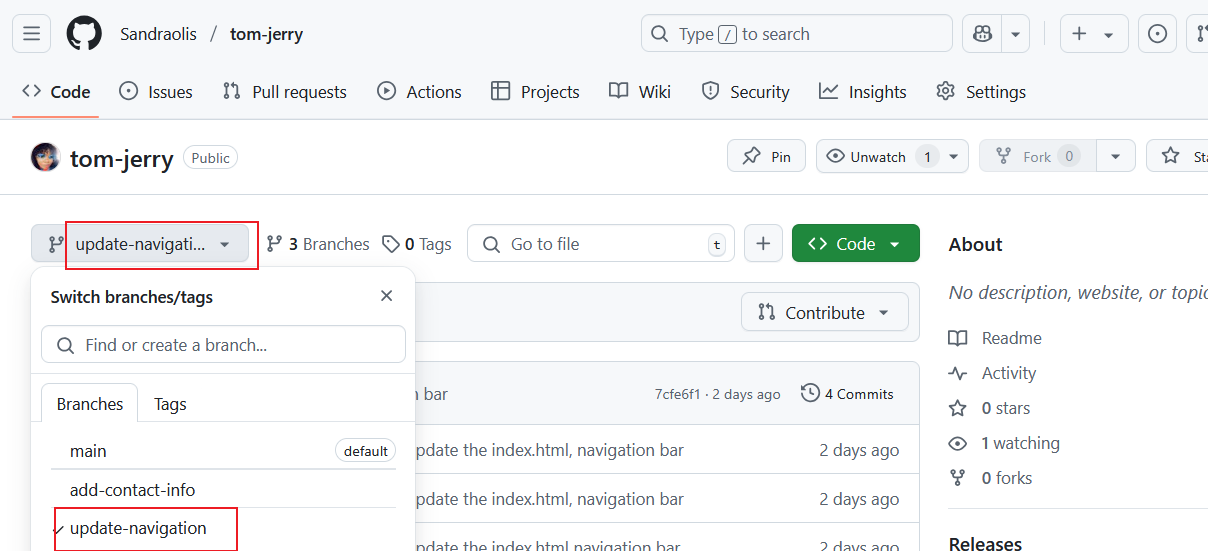 Sandraolis / tom-jerry
Type / to search
Code Issues Pull requests Actions Projects Wiki Security Insights Settings
tom-jerry Public
Pin Unwatch 1 Fork 0 Sta
update-navigati... 3 Branches 0 Tags Go to file t + Code
About
Switch branches/tags
No description, website, or topic
Contribute
Find or create a branch...
Readme
Activity
Branches Tags
bar 7cfe6f1 · 2 days ago 4 Commits
0 stars
main default
pdate the index.html, navigation bar 2 days ago
1 watching
0 forks
add-contact-info
pdate the index.html, navigation bar 2 days ago
update-navigation
pdate the index.html navigation bar 2 days ago
Releases